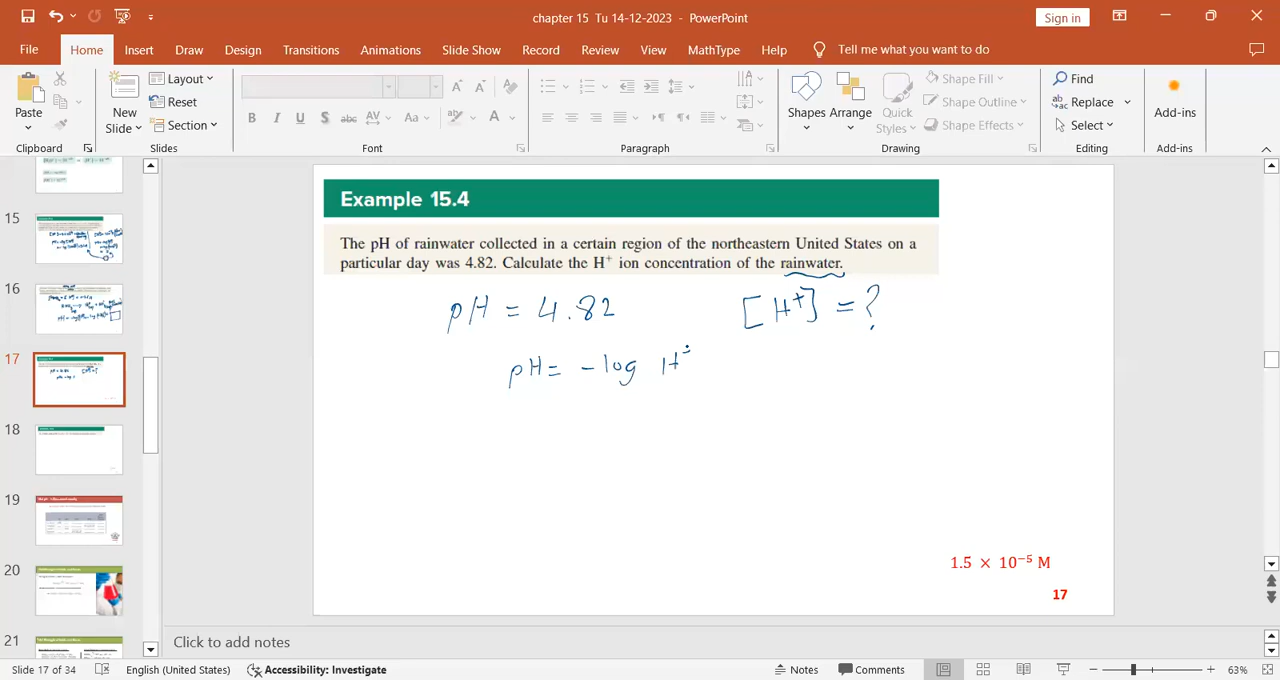 chapter 15 Tu 14-12-2023 - PowerPoint
Sign in
File Home Insert Draw Design Transitions Animations Slide Show Record Review View MathType Help Tell me what you want to do
Paste
Clipboard
New Slide
Layout
Reset
Section
Slides
B I U S abc AV Aa A
Font
Paragraph
Shapes
Arrange
Quick Styles
Shape Fill
Shape Outline
Shape Effects
Drawing
Find
Replace
Select
Editing
Add-ins
Add-ins
15
16
17
18
19
20
21
Example 15.4
The pH of rainwater collected in a certain region of the northeastern United States on a
particular day was 4.82. Calculate the H⁺ ion concentration of the rainwater.
pH = 4.82 [H⁺] = ?
pH = -log H
1.5 × 10⁻⁵ M
17
Click to add notes
Slide 17 of 34 English (United States) Accessibility: Investigate Notes Comments 63%